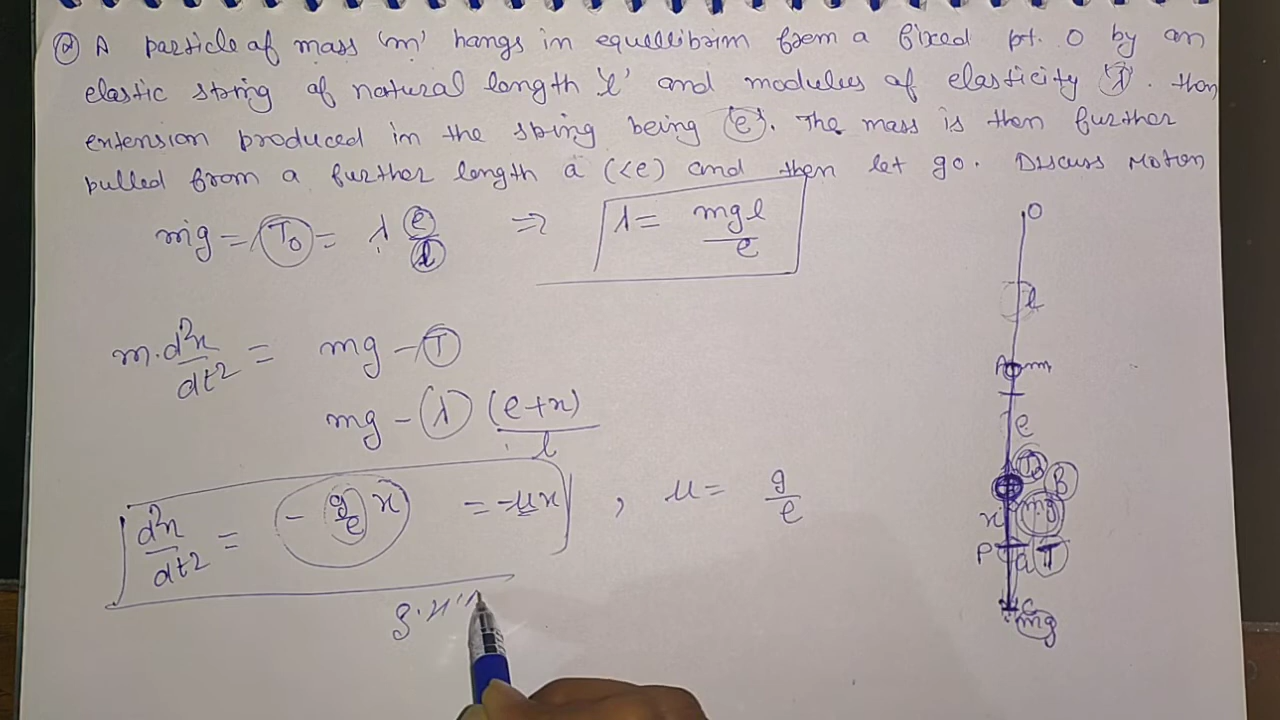 ② A particle of mass 'm' hangs in equellibrim from a fixed pt. O by an
elastic string of natural length 'l' and modulus of elasticity 'λ'. then
extension produced in the string being 'e'. The mass is then further
pulled from a further length a (<e) and then let go. Discuss Motion
mg = T₀ = λ e/l ⇒ λ = mgl/e
m. d²x/dt² = mg - T
mg - λ (e+x)/l
d²x/dt² = - g/e x = -μx , μ = g/e
S.H.
O
l
A m
e
T₀ B
x mg
P a T
C
mg